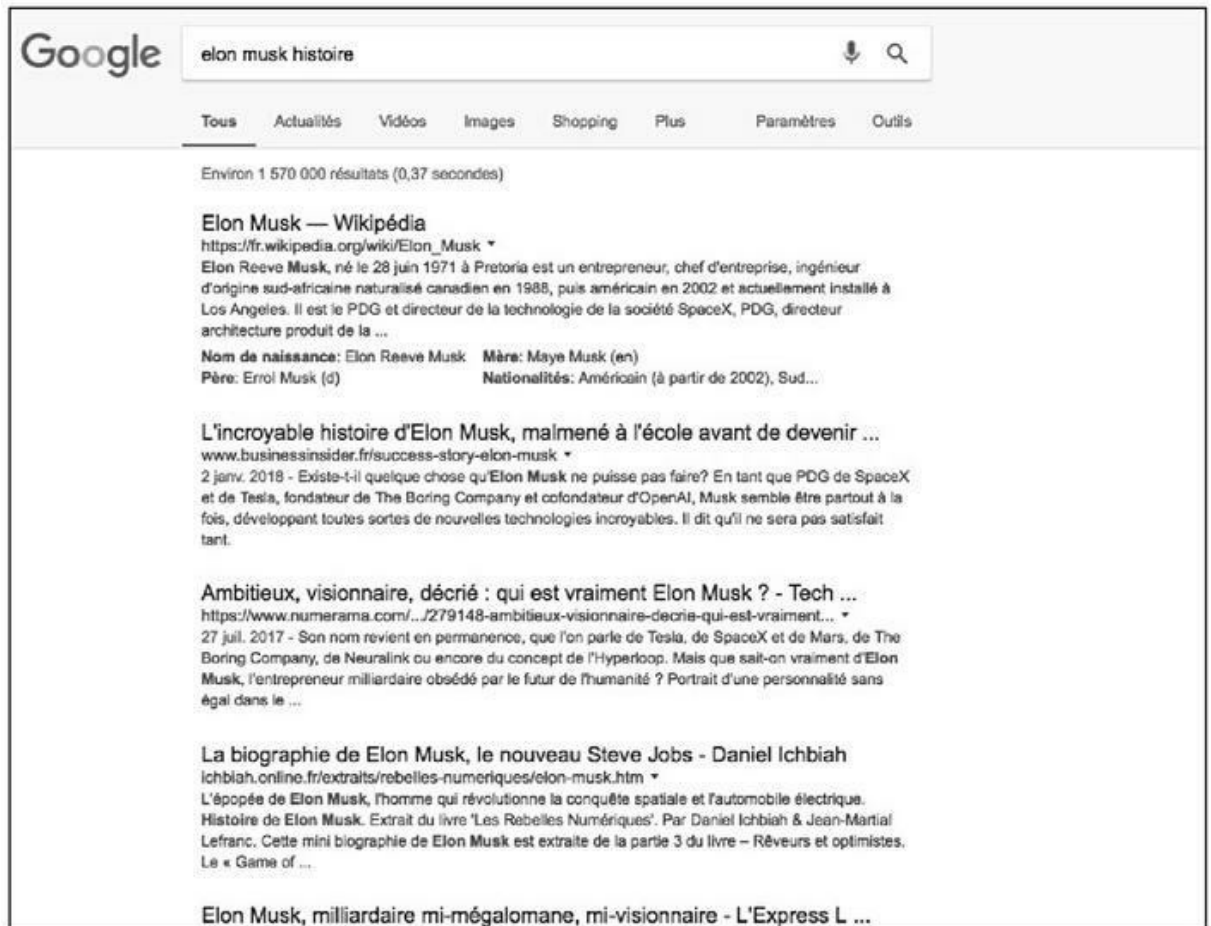 Google
elon musk histoire
Tous Actualités Vidéos Images Shopping Plus Paramètres Outils
Environ 1 570 000 résultats (0,37 secondes)
Elon Musk — Wikipédia
https://fr.wikipedia.org/wiki/Elon_Musk
Elon Reeve Musk, né le 28 juin 1971 à Pretoria est un entrepreneur, chef d'entreprise, ingénieur
d'origine sud-africaine naturalisé canadien en 1988, puis américain en 2002 et actuellement installé à
Los Angeles. Il est le PDG et directeur de la technologie de la société SpaceX, PDG, directeur
architecture produit de la ...
Nom de naissance: Elon Reeve Musk Mère: Maye Musk (en)
Père: Errol Musk (d) Nationalités: Américain (à partir de 2002), Sud...
L'incroyable histoire d'Elon Musk, malmené à l'école avant de devenir ...
www.businessinsider.fr/success-story-elon-musk
2 janv. 2018 - Existe-t-il quelque chose qu'Elon Musk ne puisse pas faire? En tant que PDG de SpaceX
et de Tesla, fondateur de The Boring Company et cofondateur d'OpenAI, Musk semble être partout à la
fois, développant toutes sortes de nouvelles technologies incroyables. Il dit qu'il ne sera pas satisfait
tant.
Ambitieux, visionnaire, décrié : qui est vraiment Elon Musk ? - Tech ...
https://www.numerama.com/.../279148-ambitieux-visionnaire-decrie-qui-est-vraiment...
27 juil. 2017 - Son nom revient en permanence, que l'on parle de Tesla, de SpaceX et de Mars, de The
Boring Company, de Neuralink ou encore du concept de l'Hyperloop. Mais que sait-on vraiment d'Elon
Musk, l'entrepreneur milliardaire obsédé par le futur de l'humanité ? Portrait d'une personnalité sans
égal dans le ...
La biographie de Elon Musk, le nouveau Steve Jobs - Daniel Ichbiah
ichbiah.online.fr/extraits/rebelles-numeriques/elon-musk.htm
L'épopée de Elon Musk, l'homme qui révolutionne la conquête spatiale et l'automobile électrique.
Histoire de Elon Musk. Extrait du livre 'Les Rebelles Numériques'. Par Daniel Ichbiah & Jean-Martial
Lefranc. Cette mini biographie de Elon Musk est extraite de la partie 3 du livre – Rêveurs et optimistes.
Le « Game of ...
Elon Musk, milliardaire mi-mégalomane, mi-visionnaire - L'Express L ...